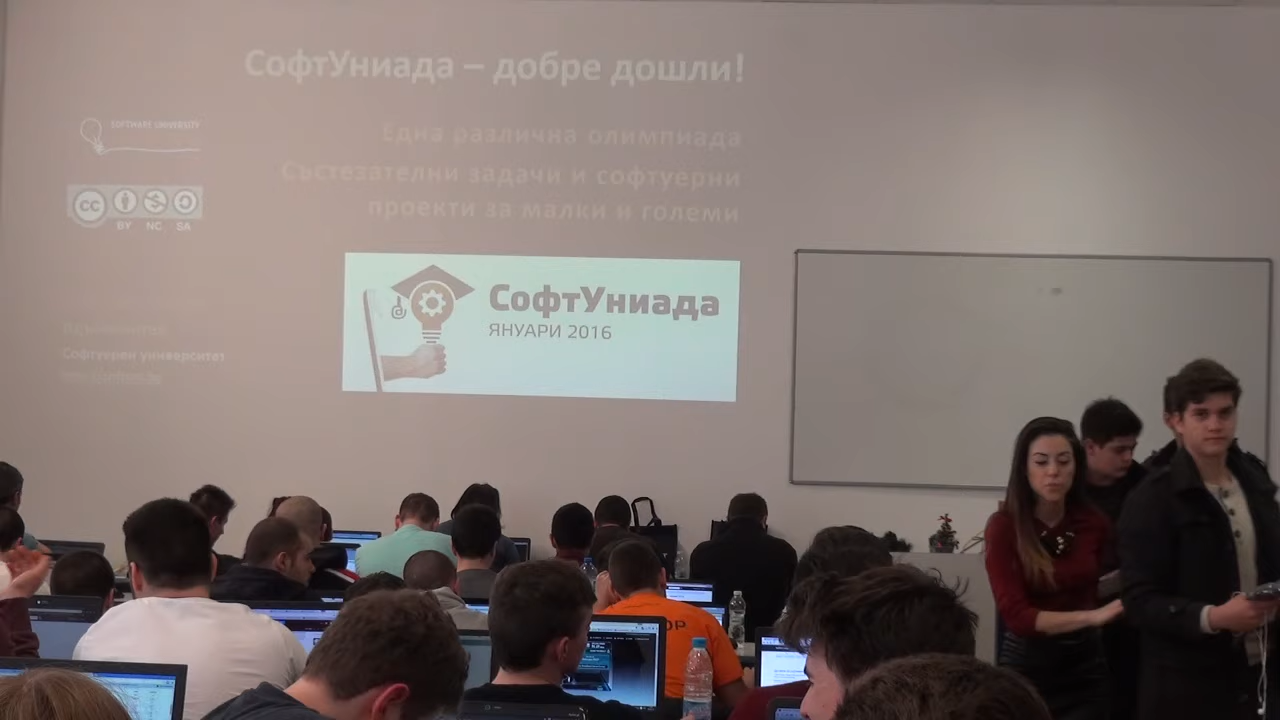 СофтУниада – добре дошли!
SOFTWARE UNIVERSITY
Една различна олимпиада
Състезателни задачи и софтуерни
проекти за малки и големи
CC
BY NC SA
СофтУниада
ЯНУАРИ 2016
Софтуерен университет